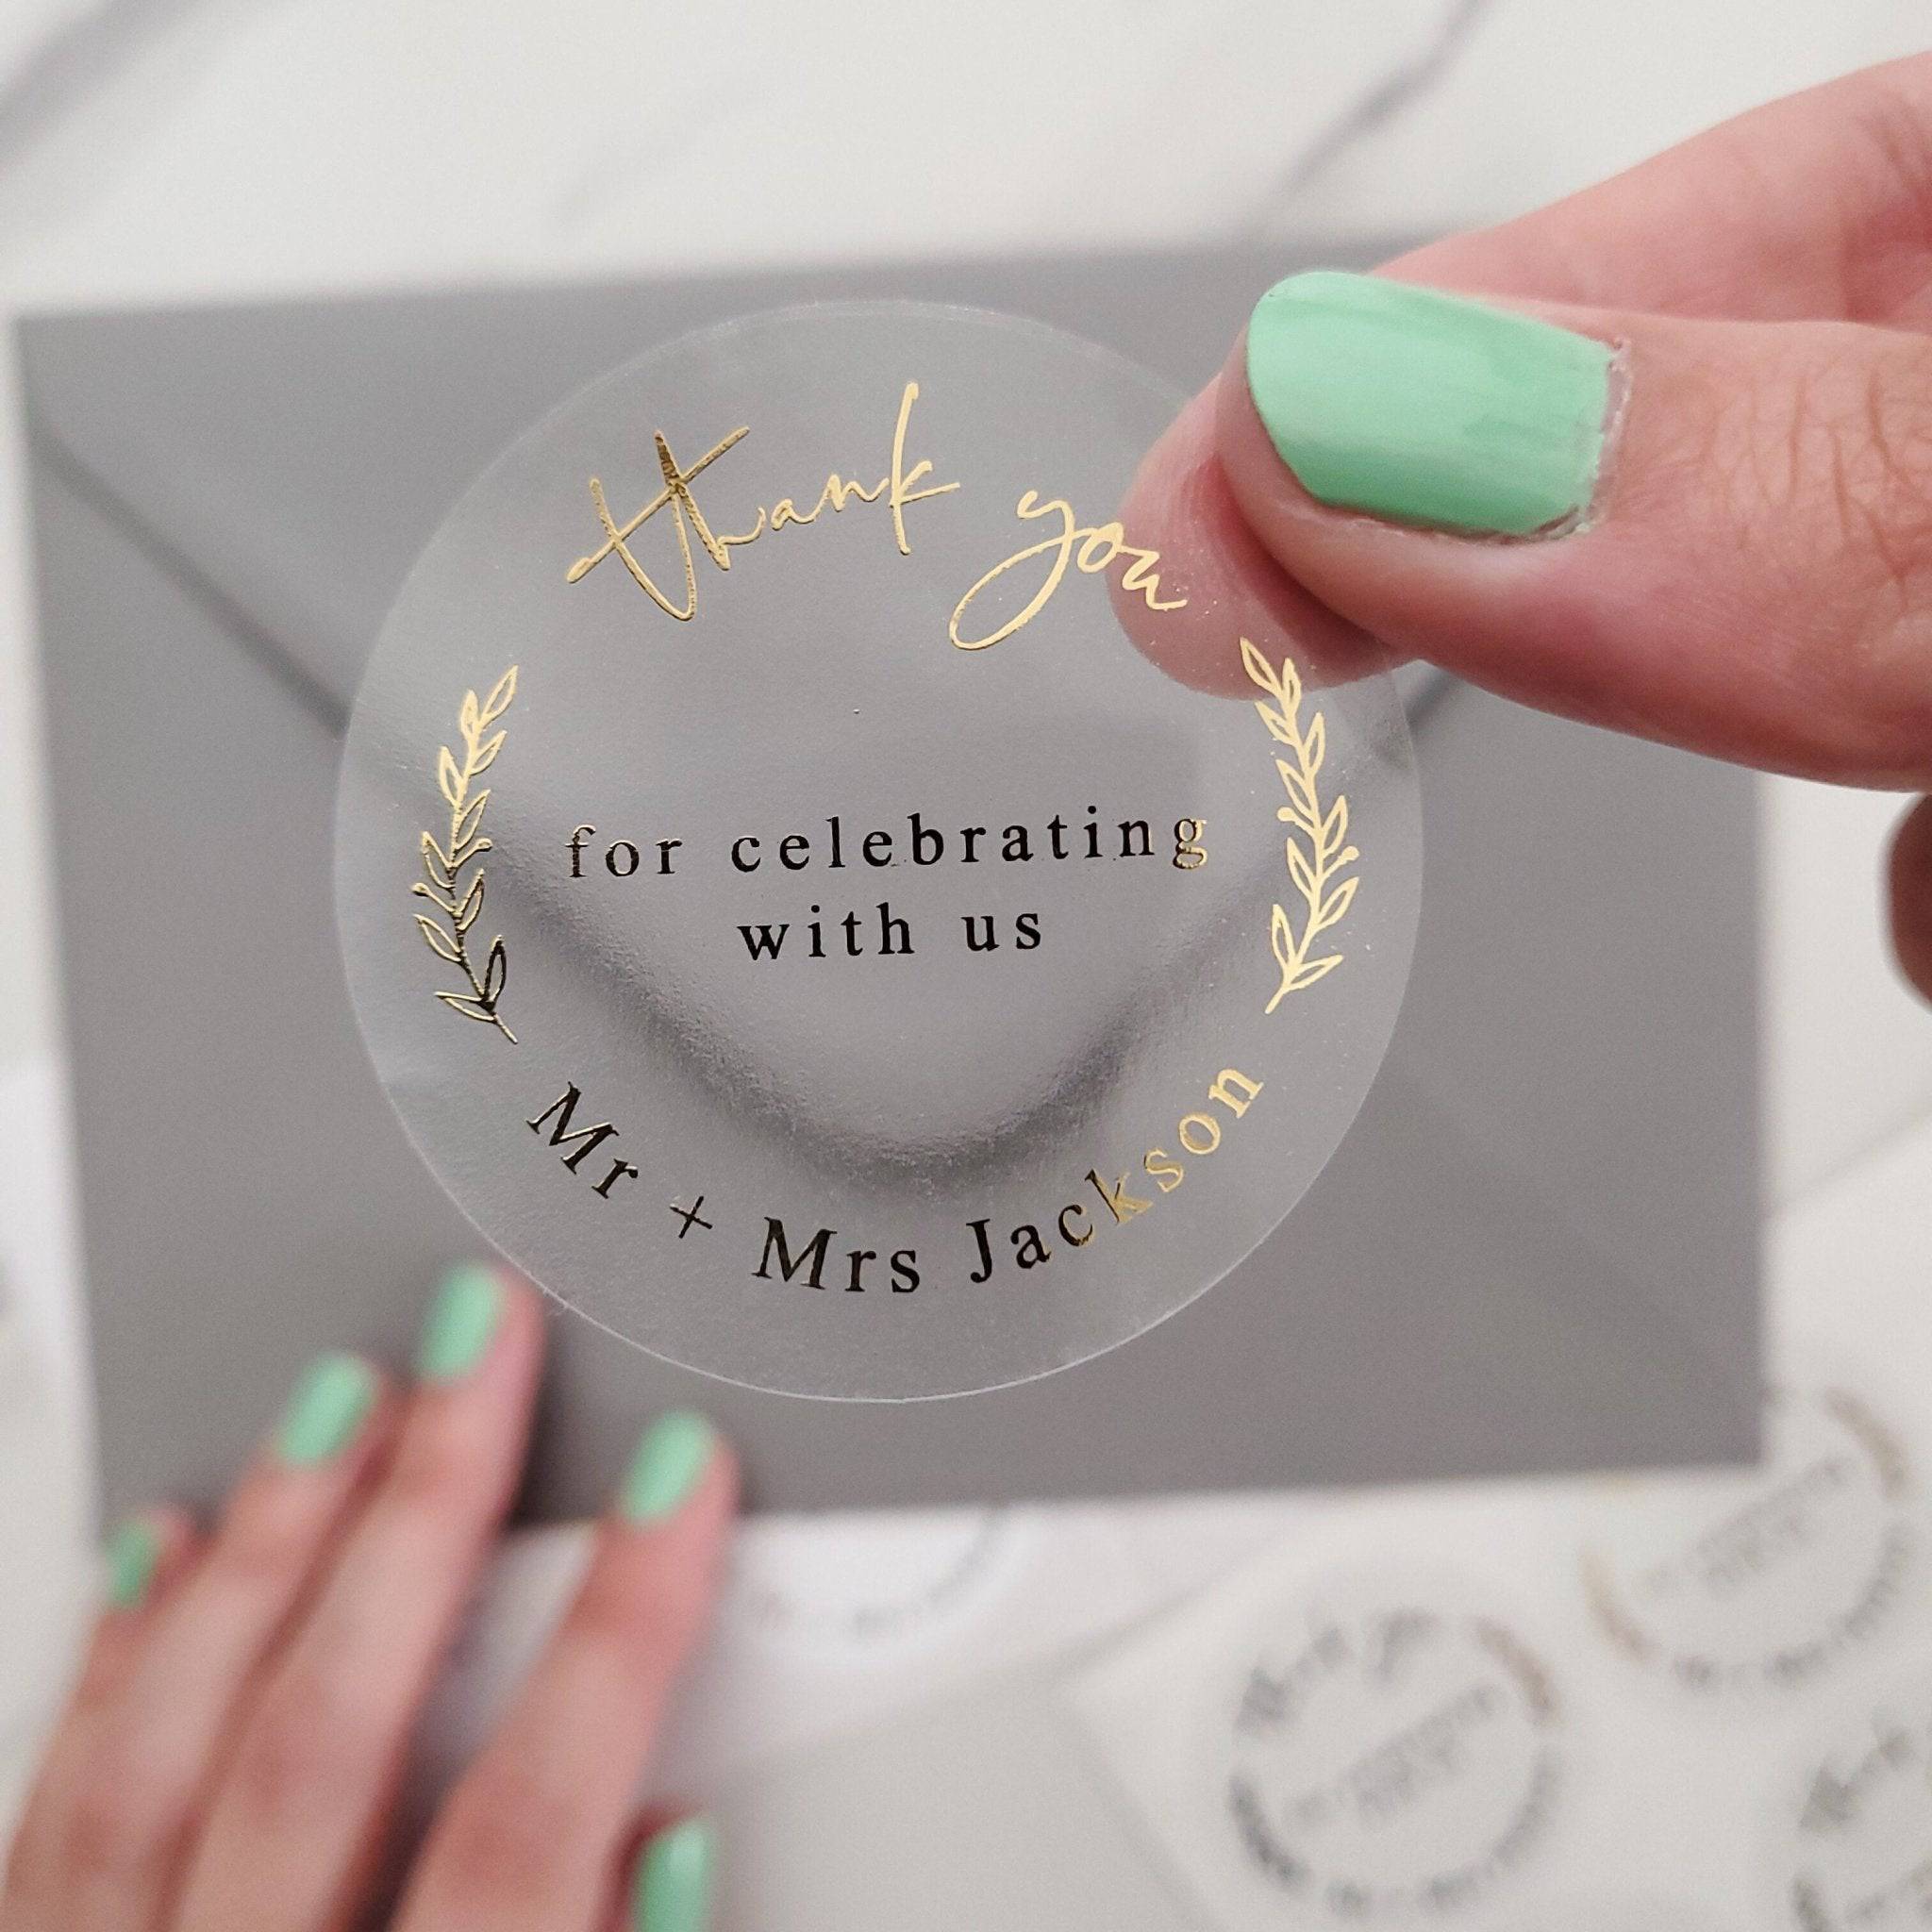 thank you
for celebrating
with us
Mr + Mrs Jackson